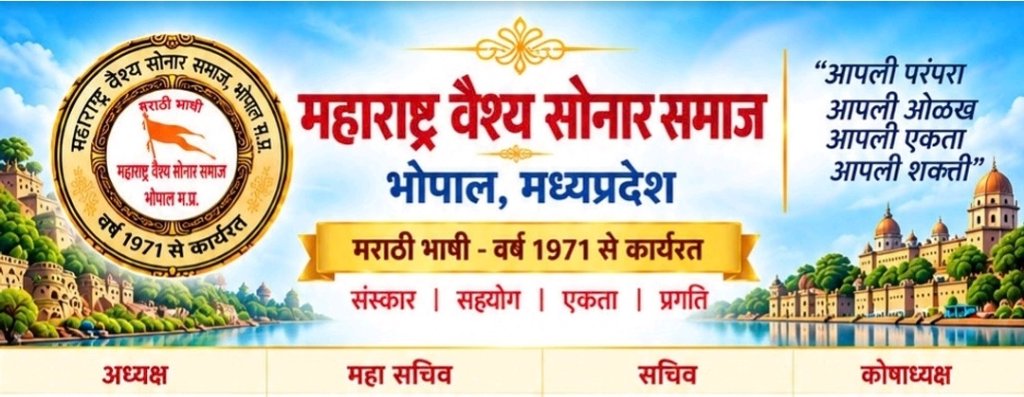 महाराष्ट्र वैश्य सोनार समाज, भोपाल म.प्र.
मराठी भाषी
महाराष्ट्र वैश्य सोनार समाज
भोपाल म.प्र.
वर्ष 1971 से कार्यरत
महाराष्ट्र वैश्य सोनार समाज
भोपाल, मध्यप्रदेश
मराठी भाषी - वर्ष 1971 से कार्यरत
संस्कार | सहयोग | एकता | प्रगति
“आपली परंपरा
आपली ओळख
आपली एकता
आपली शक्ती”
अध्यक्ष
महा सचिव
सचिव
कोषाध्यक्ष